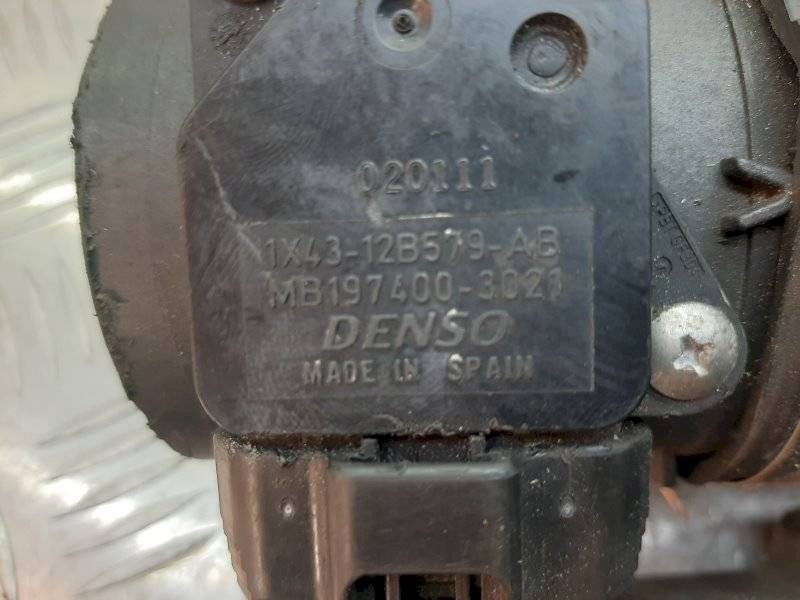 020111
1X43-12B579-AB
MB197400-3021
DENSO
MADE IN SPAIN